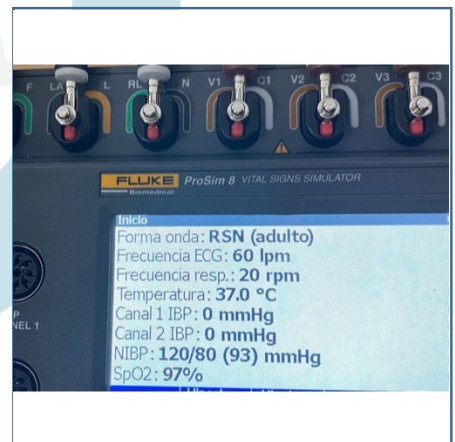 F LA L RL N V1 C1 V2 C2 V3 C3
FLUKE ProSim 8 VITAL SIGNS SIMULATOR
Biomedical
Inicio
Forma onda: RSN (adulto)
Frecuencia ECG: 60 lpm
Frecuencia resp.: 20 rpm
Temperatura: 37.0 °C
Canal 1 IBP: 0 mmHg
Canal 2 IBP: 0 mmHg
NEL 1
NIBP: 120/80 (93) mmHg
SpO2: 97%